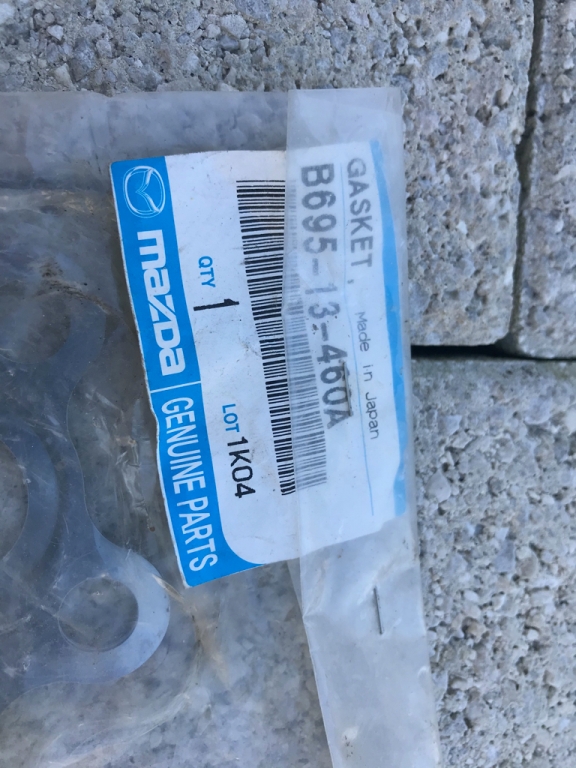 GASKET,
Made in Japan
B695-13-460A
QTY 1
LOT 1K04
mazda
GENUINE PARTS